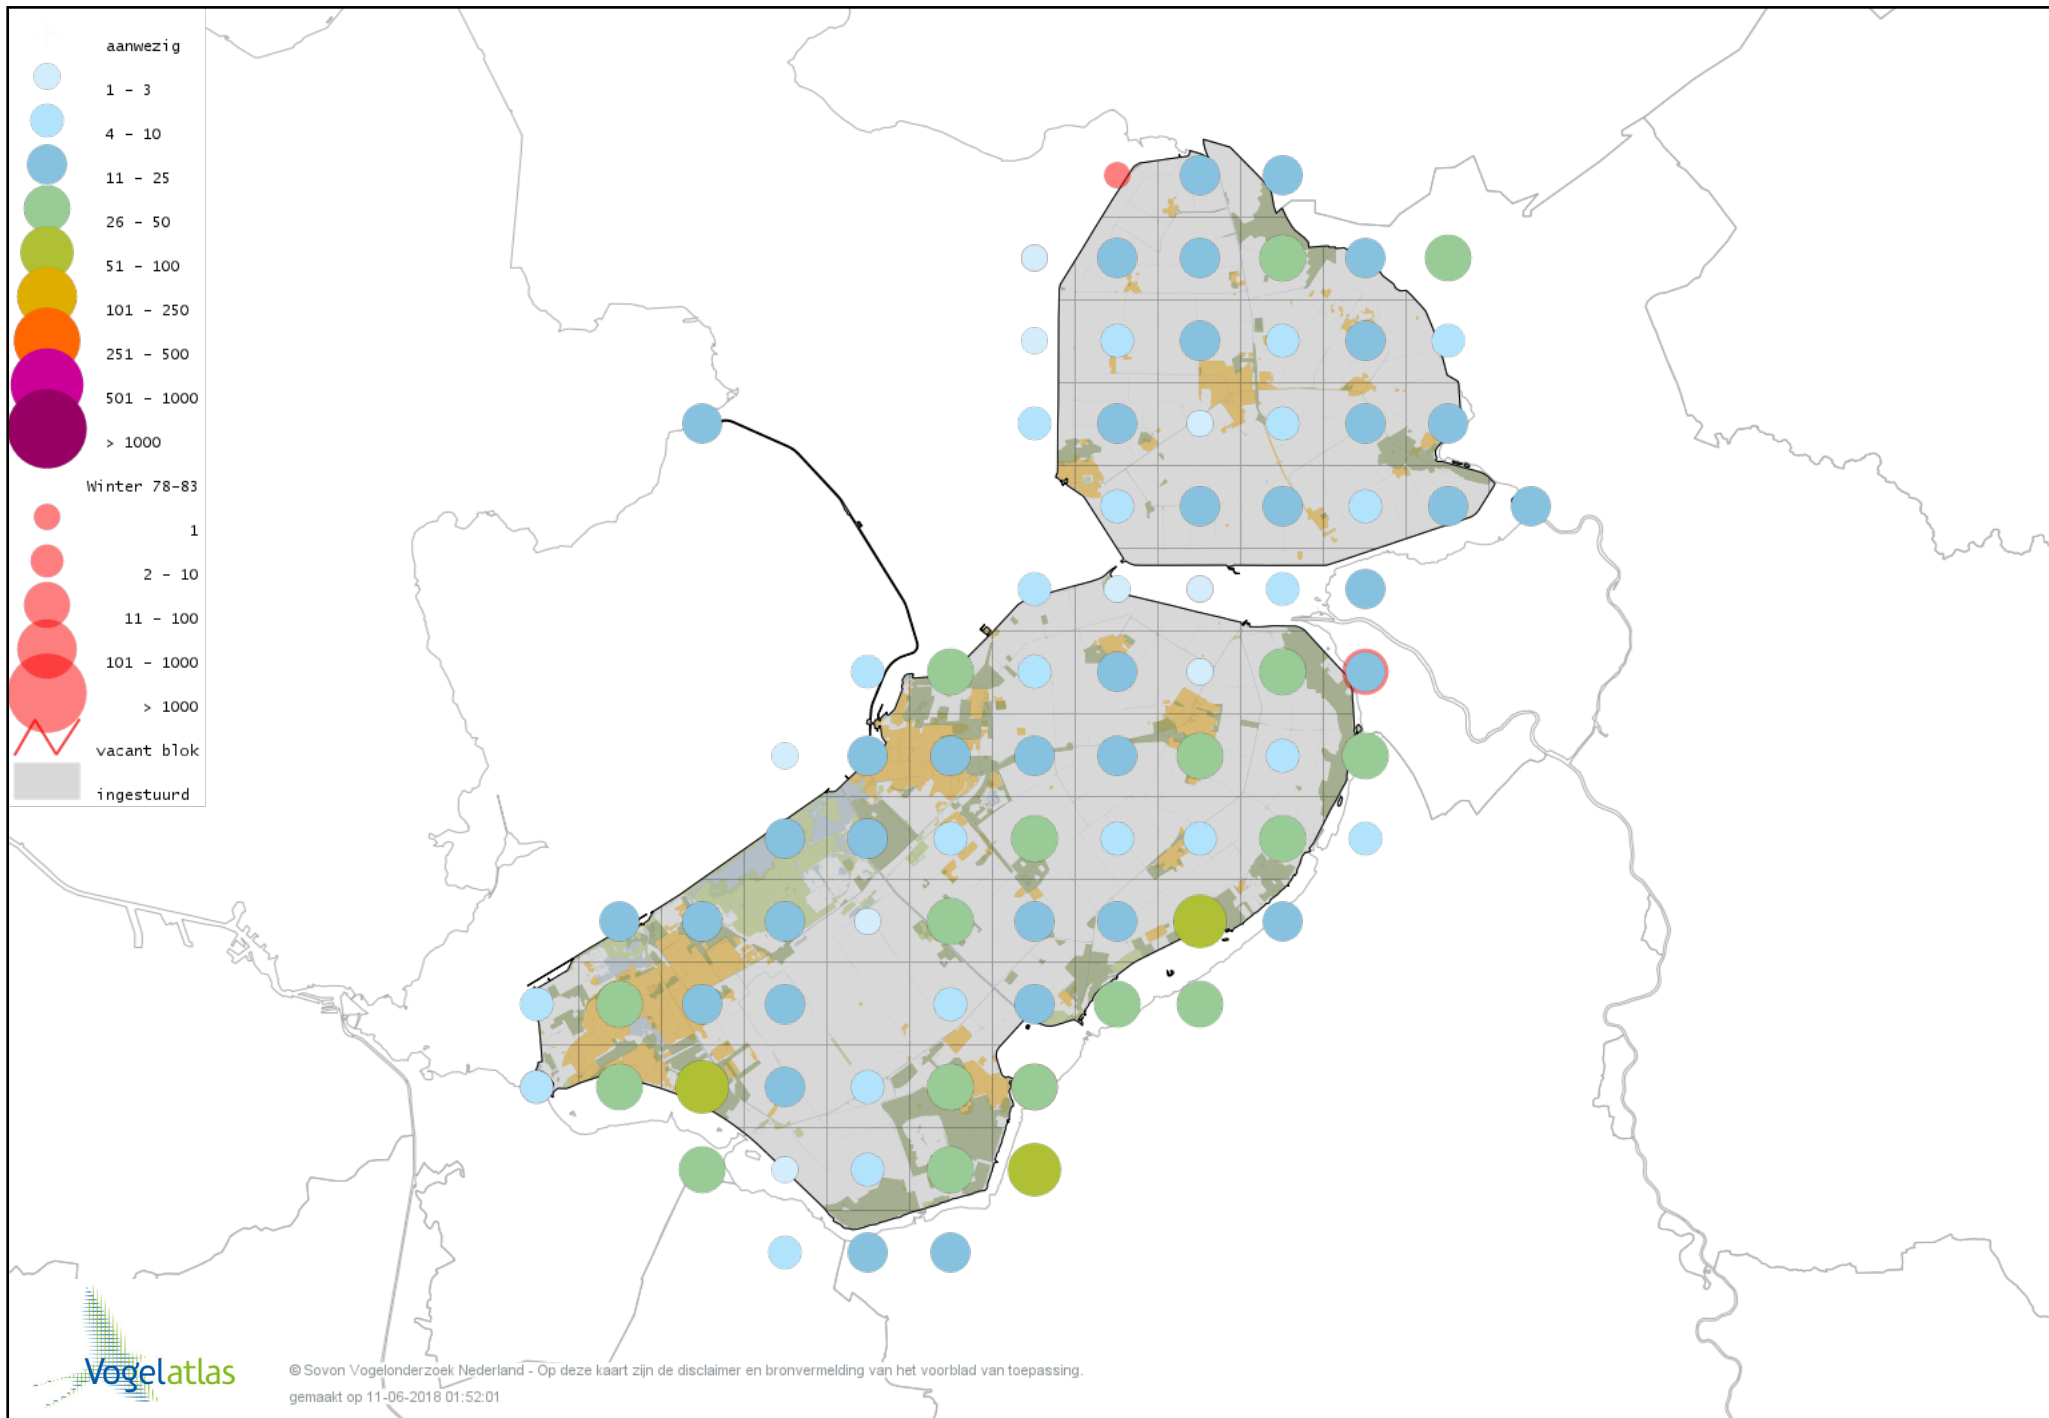 aanwezig
1 - 3
4 - 10
11 - 25
26 - 50
51 - 100
101 - 250
251 - 500
501 - 1000
> 1000
Winter 78-83
1
2 - 10
11 - 100
101 - 1000
> 1000
vacant blok
ingestuurd
Vogelatlas
© Sovon Vogelonderzoek Nederland - Op deze kaart zijn de disclaimer en bronvermelding van het voorblad van toepassing.
gemaakt op 11-06-2018 01:52:01